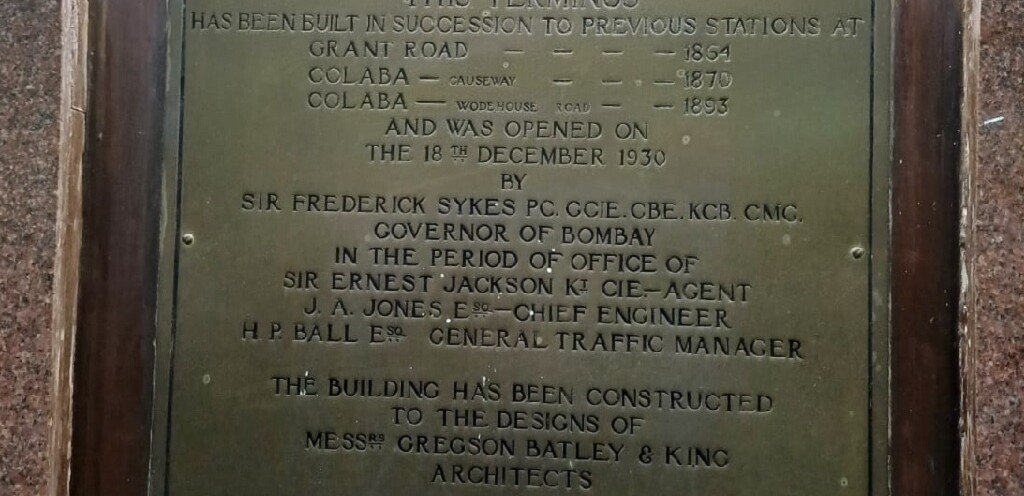 THIS TERMINUS
HAS BEEN BUILT IN SUCCESSION TO PREVIOUS STATIONS AT
GRANT ROAD — — — — 1864
COLABA — CAUSEWAY — — — 1870
COLABA — WODEHOUSE ROAD — — 1893
AND WAS OPENED ON
THE 18TH DECEMBER 1930
BY
SIR FREDERICK SYKES PC. GCIE. GBE. KCB. CMG.
GOVERNOR OF BOMBAY
IN THE PERIOD OF OFFICE OF
SIR ERNEST JACKSON KT CIE.—AGENT
J. A. JONES ESQ.—CHIEF ENGINEER
H. P. BALL ESQ. GENERAL TRAFFIC MANAGER
THE BUILDING HAS BEEN CONSTRUCTED
TO THE DESIGNS OF
MESSRS GREGSON BATLEY & KING
ARCHITECTS